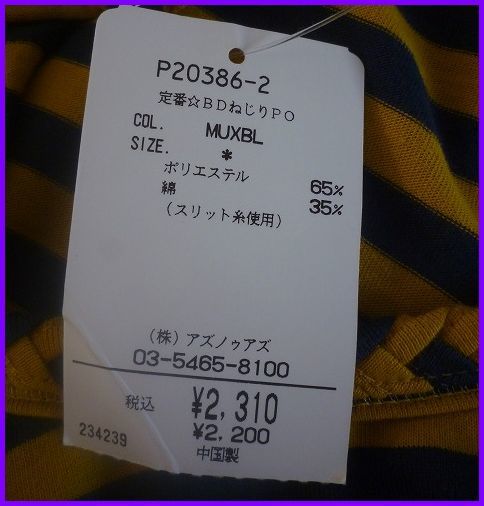 P20386-2
定番☆BDねじりPO
COL. MUXBL
SIZE. *
ポリエステル 65%
綿 35%
(スリット糸使用)
(株)アズノゥアズ
03-5465-8100
税込 ¥2,310
¥2,200
234239 中国製